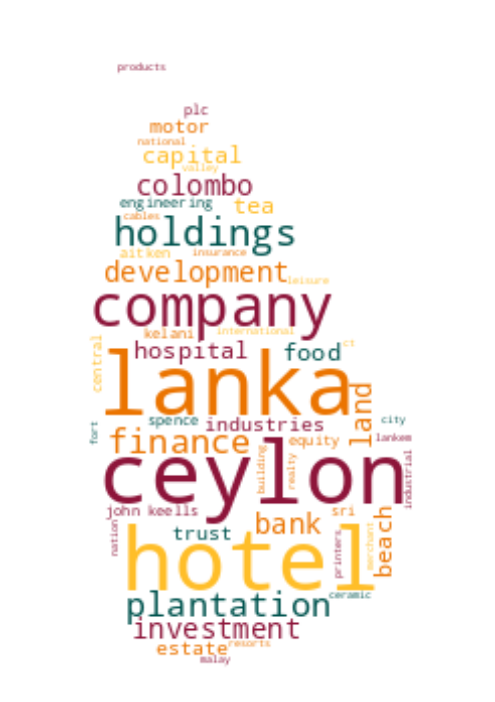 products
plc
motor
national
capital
valley
colombo
engineering tea
cables
holdings
aitken insurance
development leisure
company
kelani international
central hospital food ct
lanka
land
spence industries city
fort finance equity lankem
building realty industrial
ceylon
john keells sri
nation trust bank beach
printers merchant
hotel
ceramic
plantation
investment
estate resorts
malay